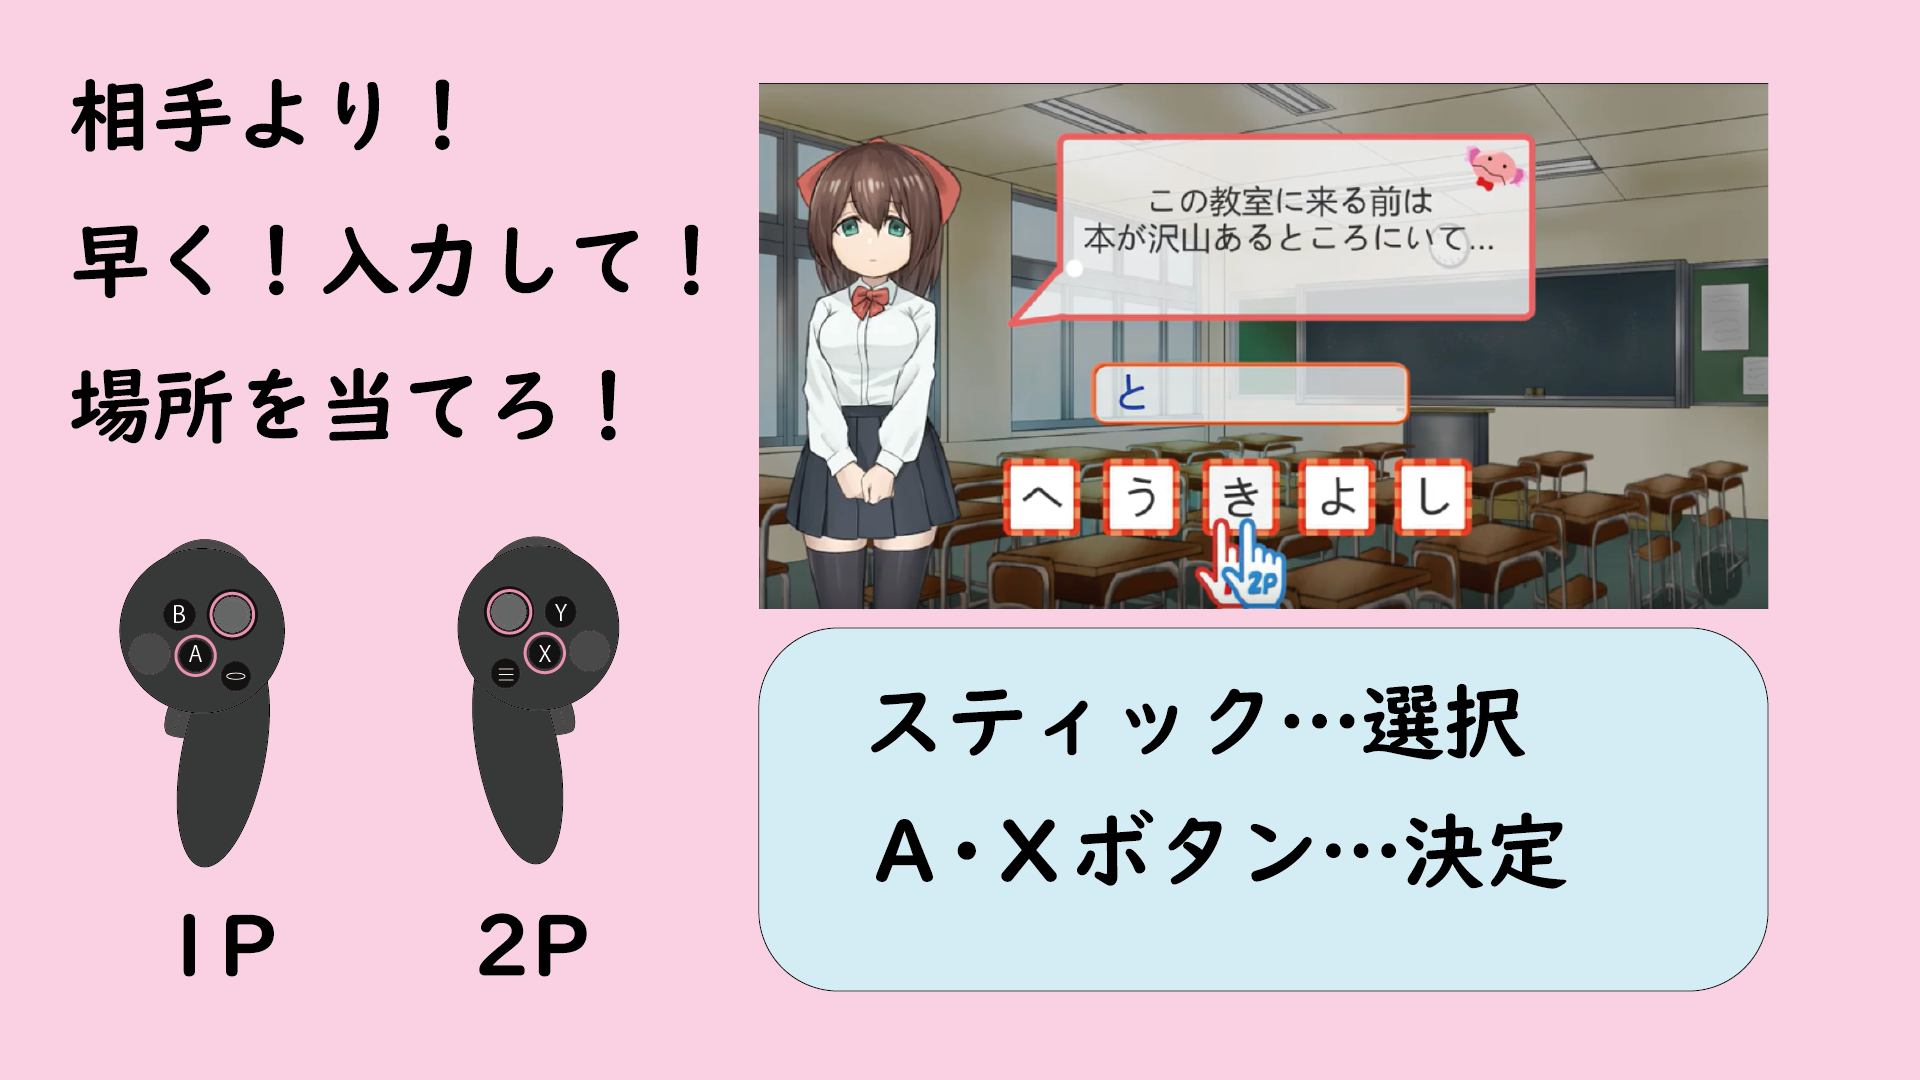 相手より！
早く！入力して！
場所を当てろ！
この教室に来る前は
本が沢山あるところにいて…
と
へ う き よ し
2P
B
A
Y
X
1P
2P
スティック…選択
A・Xボタン…決定